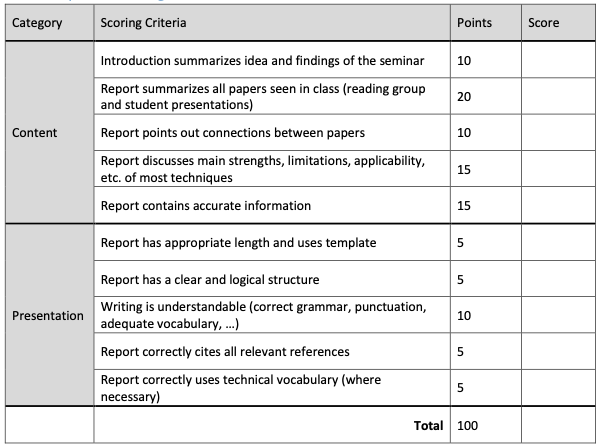 Category Scoring Criteria Points Score
Introduction summarizes idea and findings of the seminar 10
Report summarizes all papers seen in class (reading group
and student presentations) 20
Content Report points out connections between papers 10
Report discusses main strengths, limitations, applicability,
etc. of most techniques 15
Report contains accurate information 15
Report has appropriate length and uses template 5
Report has a clear and logical structure 5
Presentation Writing is understandable (correct grammar, punctuation,
adequate vocabulary, …) 10
Report correctly cites all relevant references 5
Report correctly uses technical vocabulary (where
necessary) 5
Total 100